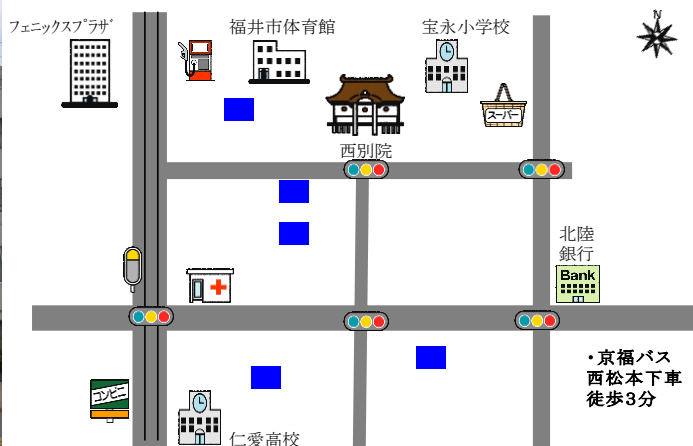 フェニックスプラザ
福井市体育館
宝永小学校
N
スーパー
西別院
北陸
銀行
Bank
・京福バス
西松本下車
徒歩3分
コンビニ
仁愛高校